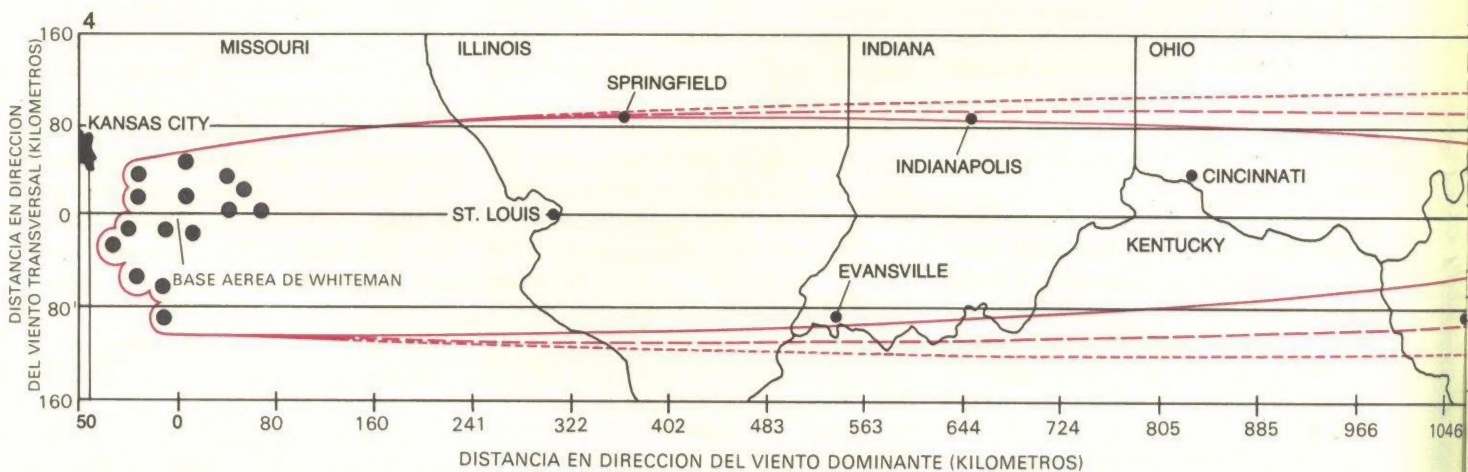 4
160
80
0
80
160
DISTANCIA EN DIRECCION
DEL VIENTO TRANSVERSAL (KILOMETROS)
MISSOURI
ILLINOIS
INDIANA
OHIO
SPRINGFIELD
KANSAS CITY
INDIANAPOLIS
CINCINNATI
ST. LOUIS
KENTUCKY
BASE AEREA DE WHITEMAN
EVANSVILLE
50 0 80 160 241 322 402 483 563 644 724 805 885 966 1046
DISTANCIA EN DIRECCION DEL VIENTO DOMINANTE (KILOMETROS)